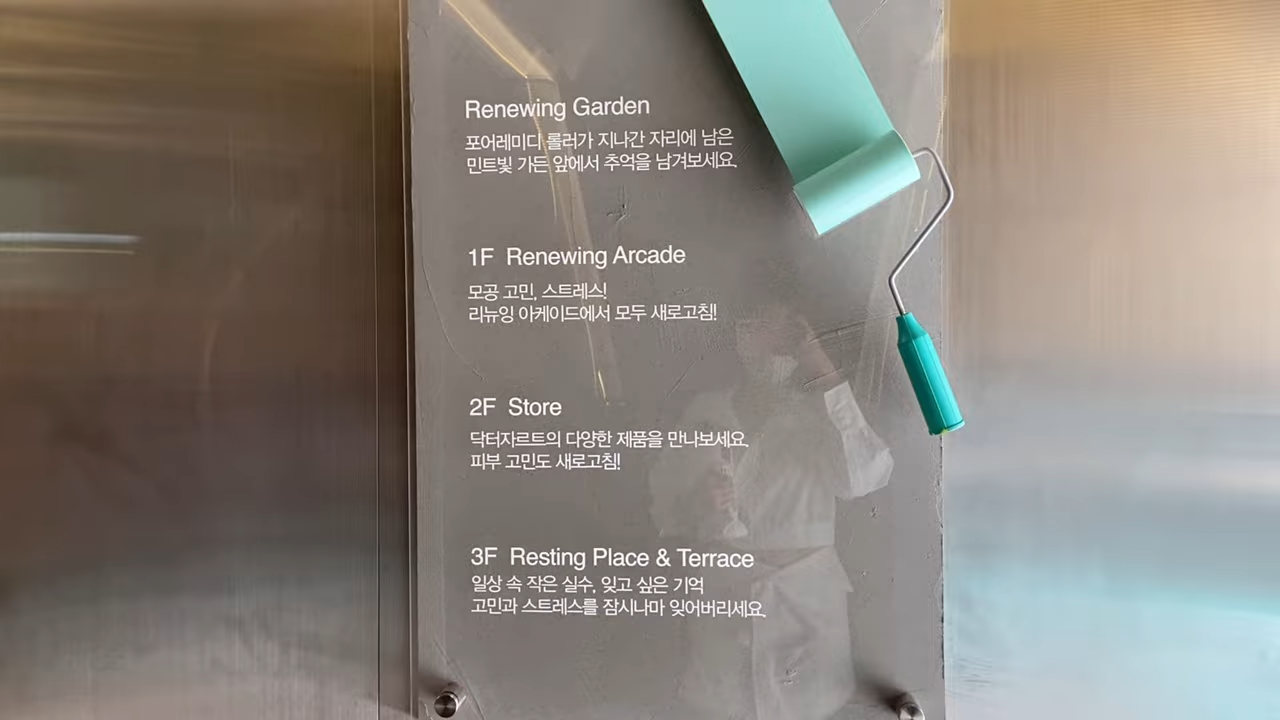 Renewing Garden
포어레미디 롤러가 지나간 자리에 남은
민트빛 가든 앞에서 추억을 남겨보세요.
1F Renewing Arcade
모공 고민, 스트레스!
리뉴잉 아케이드에서 모두 새로고침!
2F Store
닥터자르트의 다양한 제품을 만나보세요.
피부 고민도 새로고침!
3F Resting Place & Terrace
일상 속 작은 실수, 잊고 싶은 기억
고민과 스트레스를 잠시나마 잊어버리세요.